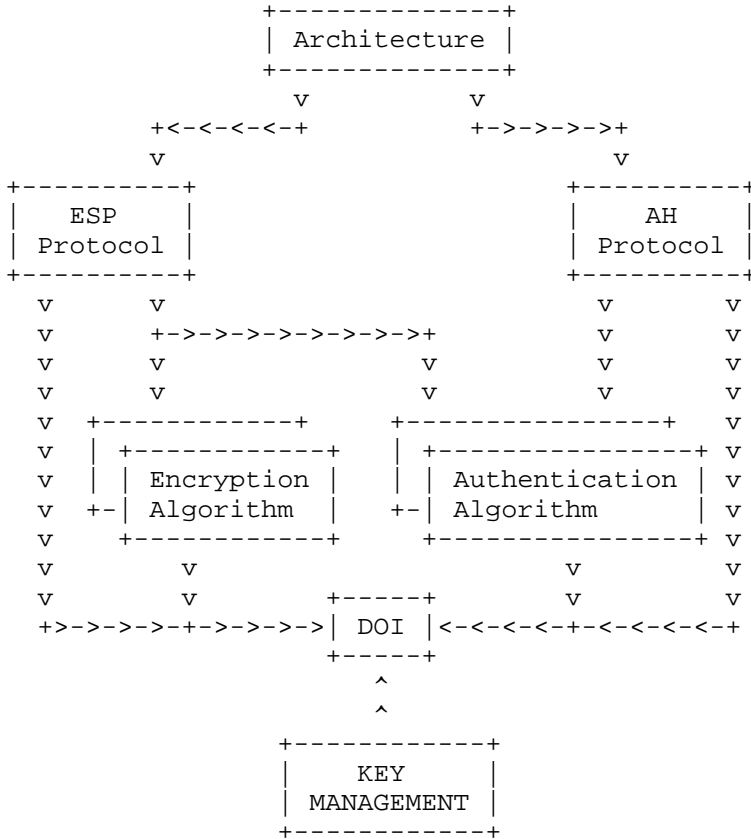 Architecture
ESP
Protocol
AH
Protocol
Encryption
Algorithm
Authentication
Algorithm
DOI
KEY
MANAGEMENT